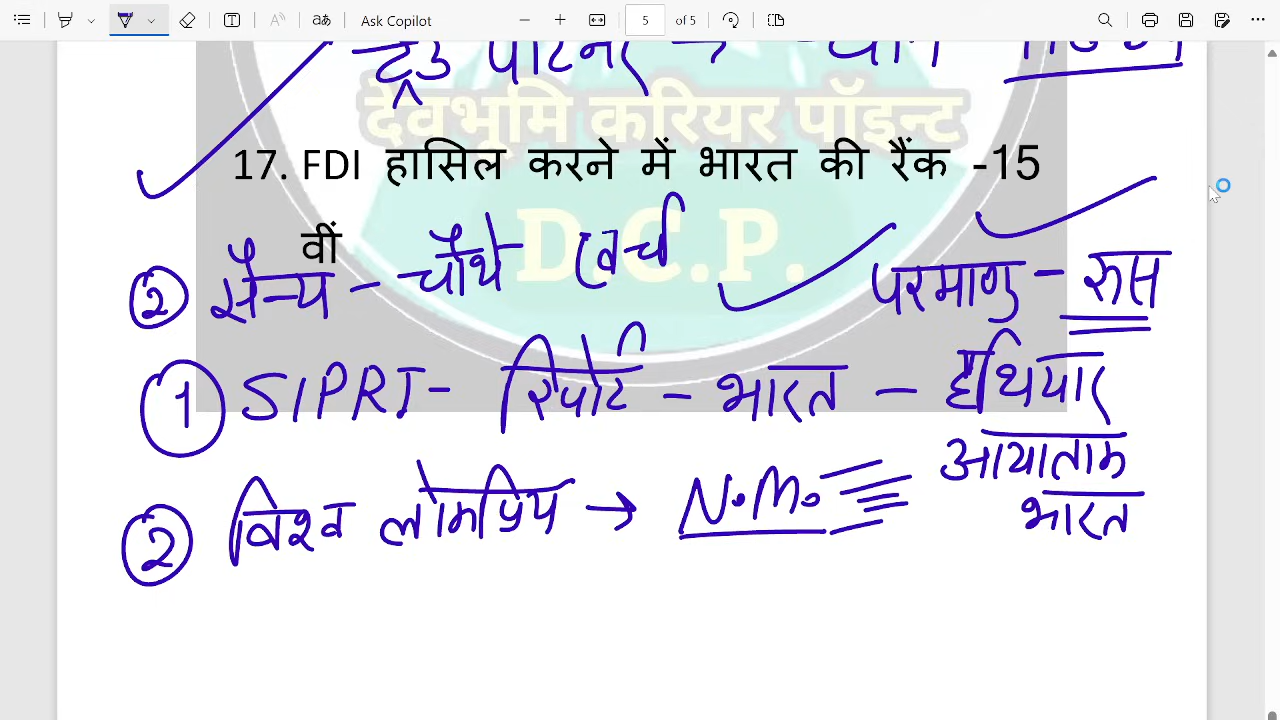 Ask Copilot
5 of 5
ट्रेड पार्टनर →
देवभूमि करियर पॉइन्ट
17. FDI हासिल करने में भारत की रैंक -15
वीं
D.C.P.
② सैन्य - चौथे खर्च
परमाणु - रूस
① SIPRI - रिपोर्ट - भारत - हथियार
आयातक
भारत
② विश्व लोकप्रिय → N.M.